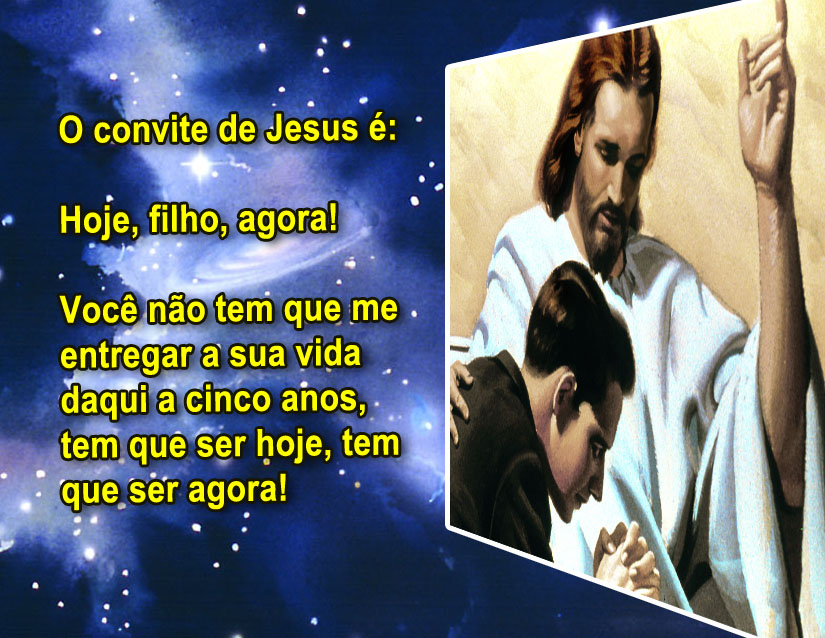 O convite de Jesus é:
Hoje, filho, agora!
Você não tem que me
entregar a sua vida
daqui a cinco anos,
tem que ser hoje, tem
que ser agora!